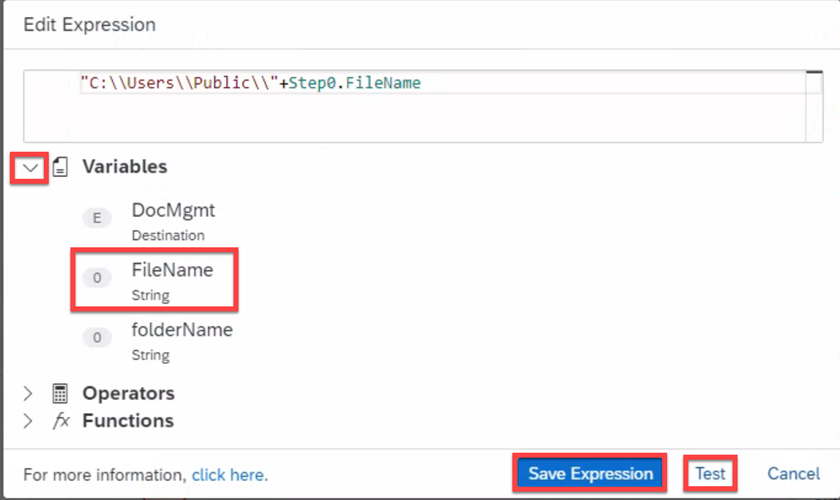 Edit Expression
"C:\\Users\\Public\\"+Step0.FileName
Variables
E DocMgmt
Destination
0 FileName
String
0 folderName
String
Operators
fx Functions
For more information, click here.
Save Expression Test Cancel